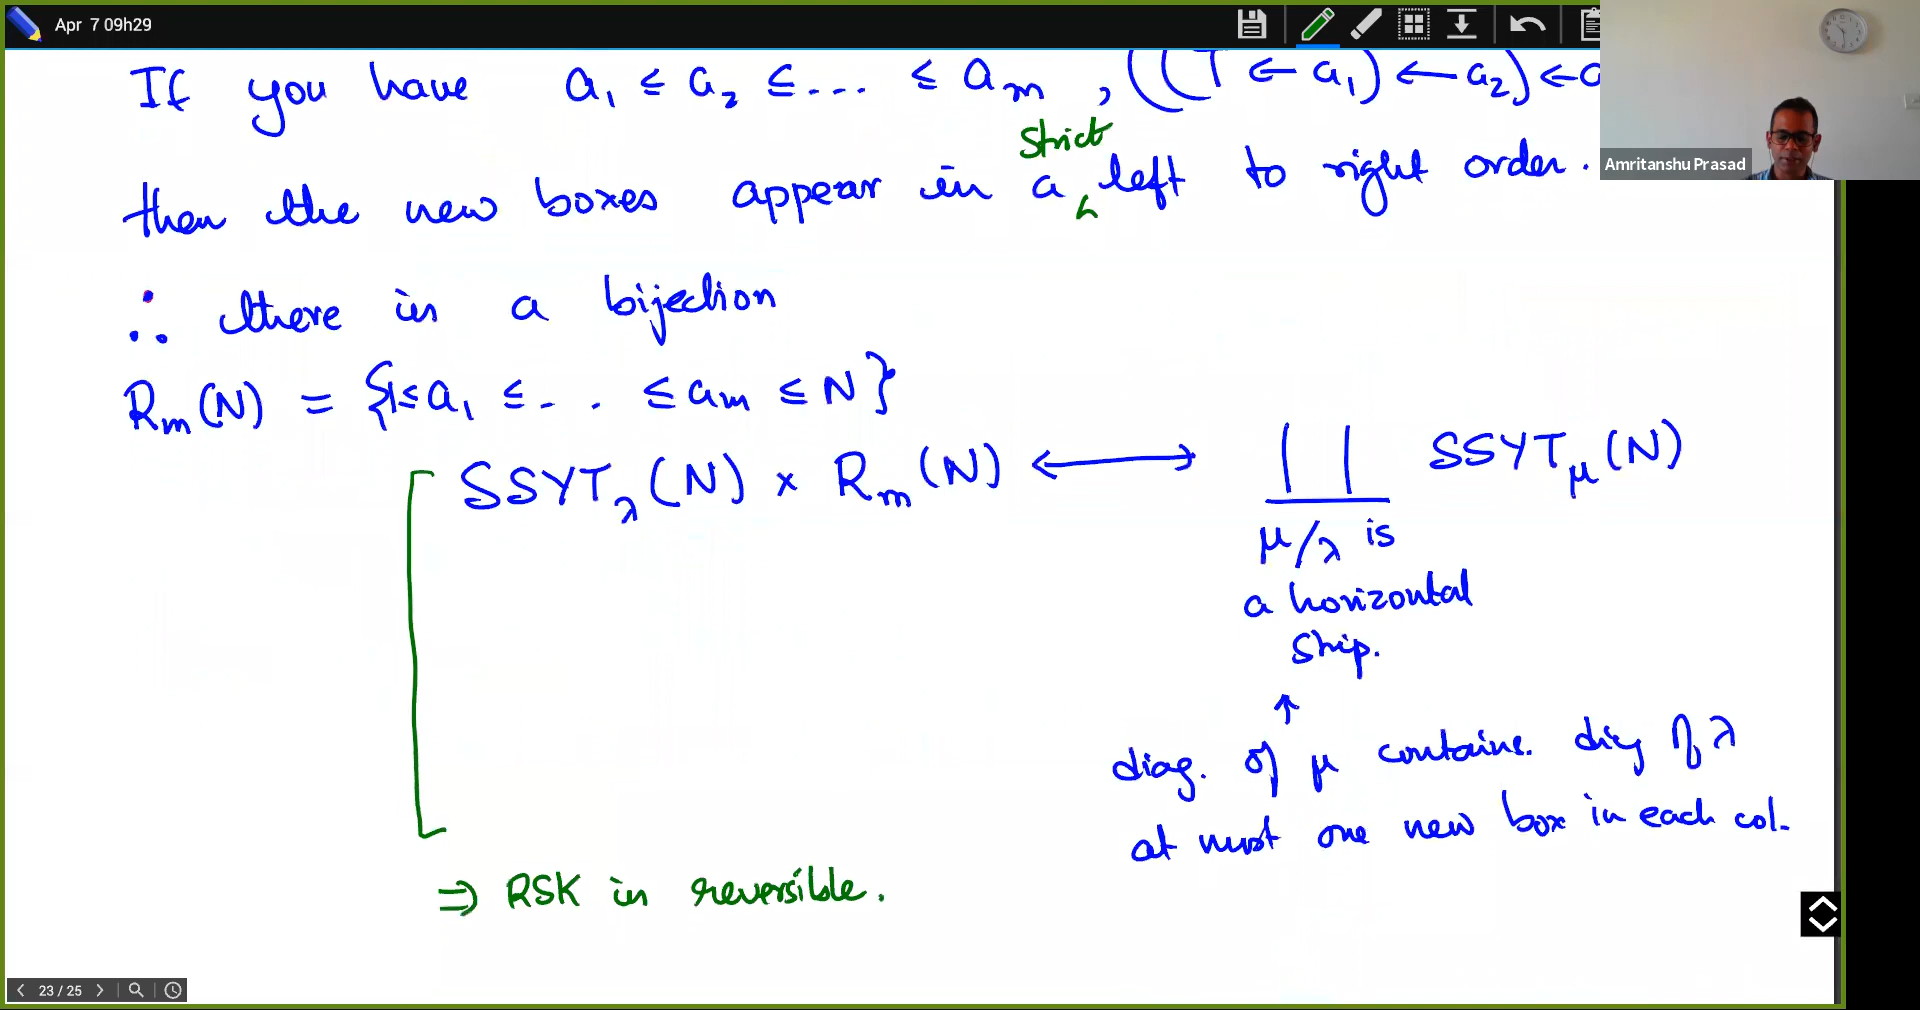 Apr 7 09h29
If you have a₁ ≤ a₂ ≤ ... ≤ aₘ , ((T ← a₁) ← a₂) ← a
Amritanshu Prasad
strict
then the new boxes appear in a left to right order.
∴ there is a bijection
Rₘ(N) = {1 ≤ a₁ ≤ ... ≤ aₘ ≤ N}
SSYT_λ(N) × Rₘ(N) ⟷ ∐ SSYT_μ(N)
μ/λ is
a horizontal
strip.
↑
diag. of μ contains. diag of λ
at most one new box in each col.
⇒ RSK is reversible.
23 / 25